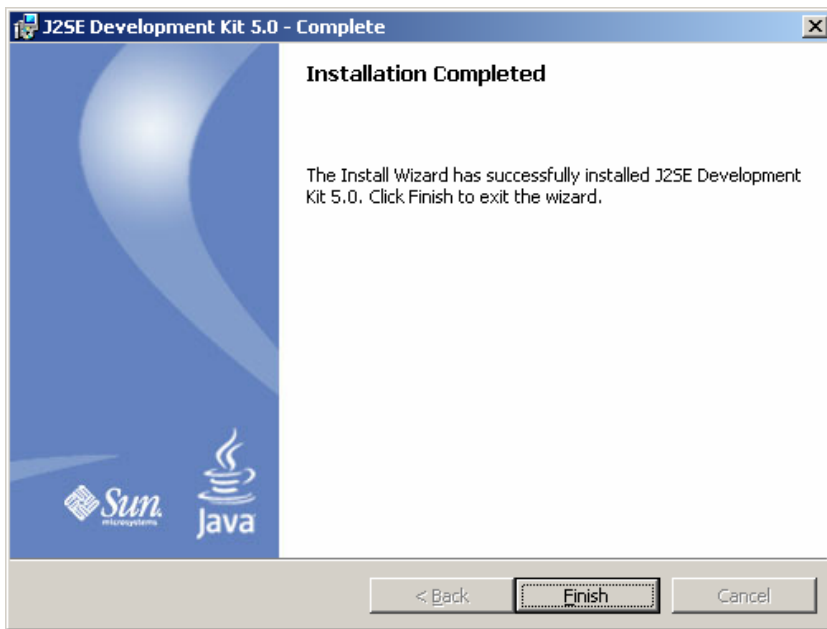 J2SE Development Kit 5.0 - Complete
Installation Completed
The Install Wizard has successfully installed J2SE Development
Kit 5.0. Click Finish to exit the wizard.
Sun
microsystems
Java
< Back
Finish
Cancel